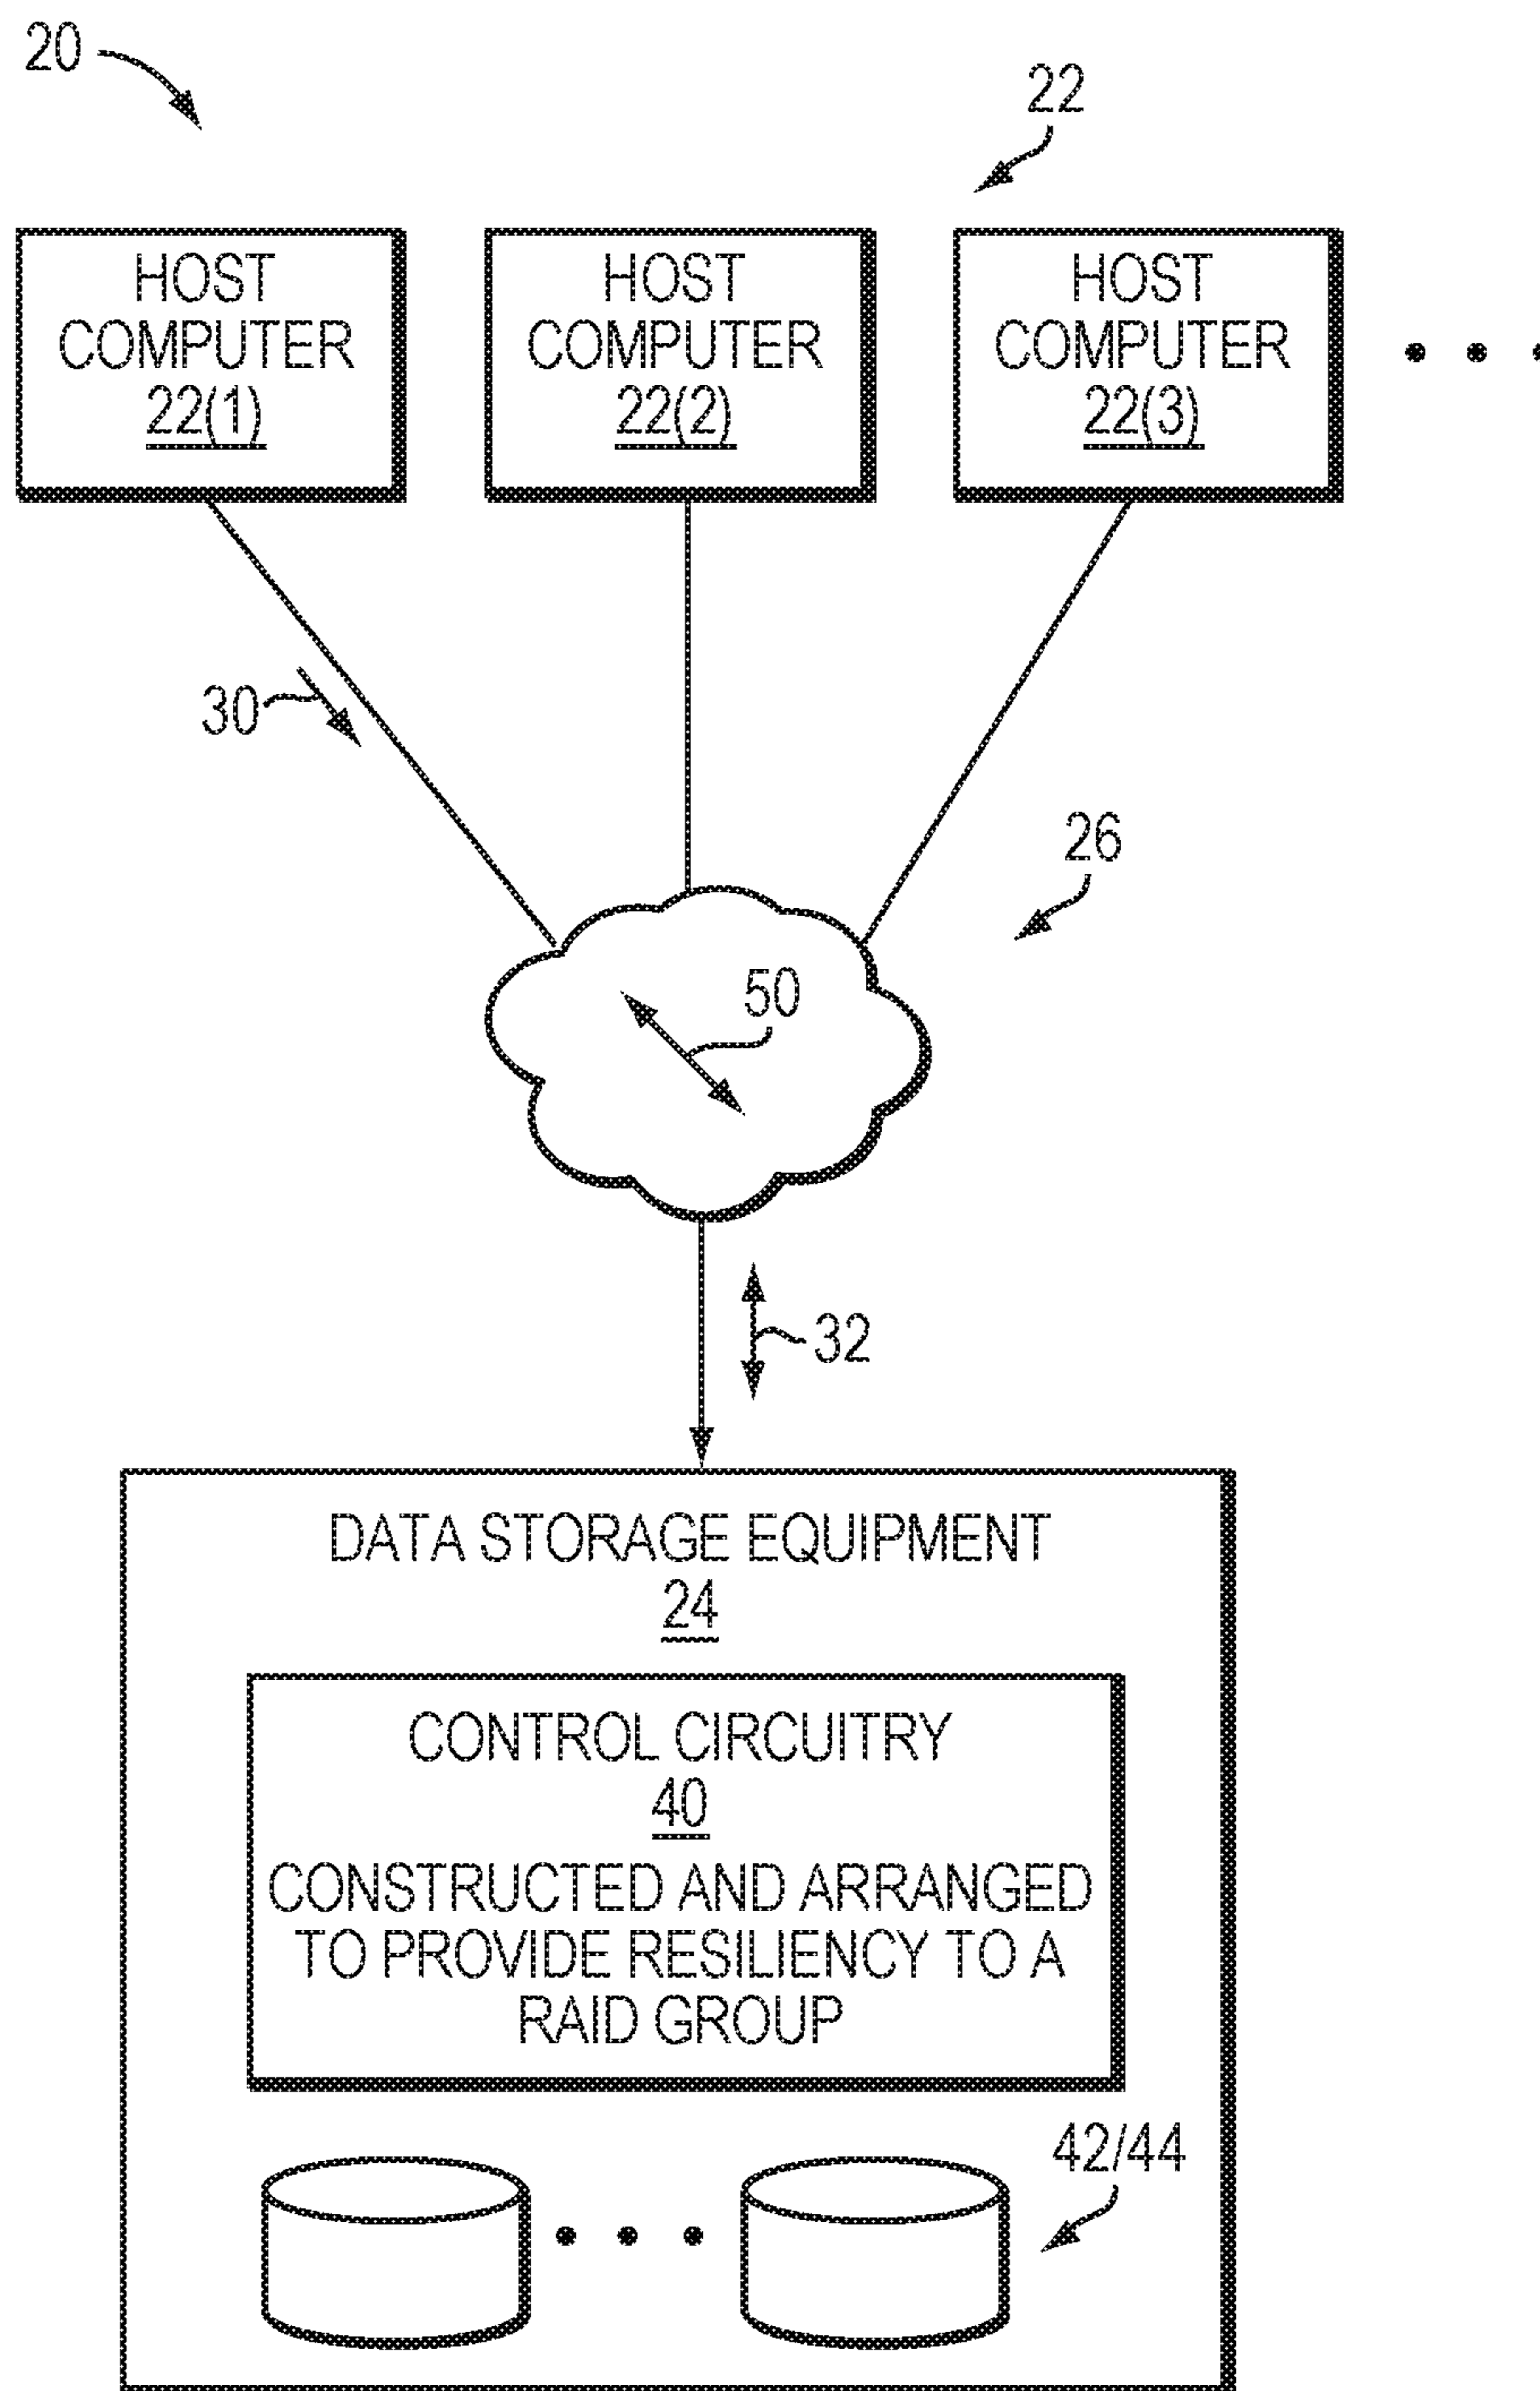 20
22
HOST
COMPUTER
22(1)
HOST
COMPUTER
22(2)
HOST
COMPUTER
22(3)
30
26
50
32
DATA STORAGE EQUIPMENT
24
CONTROL CIRCUITRY
40
CONSTRUCTED AND ARRANGED
TO PROVIDE RESILIENCY TO A
RAID GROUP
42/44